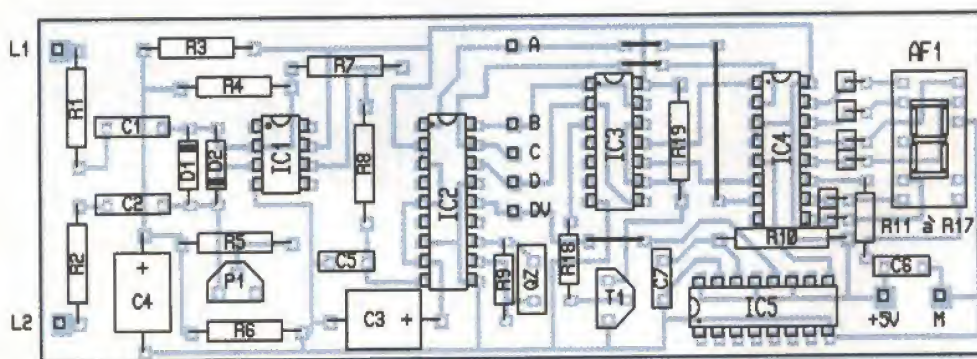 L1
R3
A
AF1
R7
R4
R1
C1
D1
D2
IC1
R8
IC2
B
C
D
DV
IC3
R19
IC4
C2
R2
R5
P1
C4
R6
C5
C3
R9
QZ
R18
T1
C7
R10
IC5
R11 à R17
C6
L2
+5V
M
+
+